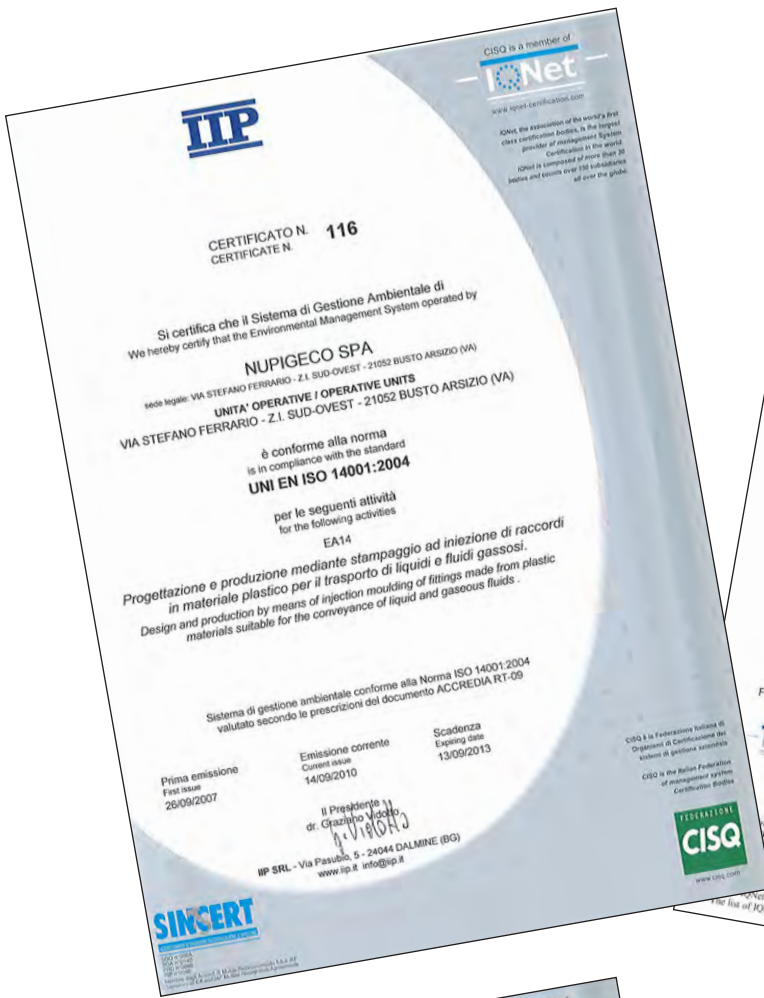 CISQ is a member of
IQNet
www.iqnet-certification.com
IQNet, the association of the world's first
class certification bodies, is the largest
provider of management System
Certification in the world.
IQNet is composed of more than 30
bodies and counts over 150 subsidiaries
all over the globe.
IIP
CERTIFICATO N. 116
CERTIFICATE N.
Si certifica che il Sistema di Gestione Ambientale di
We hereby certify that the Environmental Management System operated by
NUPIGECO SPA
sede legale: VIA STEFANO FERRARIO - Z.I. SUD-OVEST - 21052 BUSTO ARSIZIO (VA)
UNITA' OPERATIVE / OPERATIVE UNITS
VIA STEFANO FERRARIO - Z.I. SUD-OVEST - 21052 BUSTO ARSIZIO (VA)
è conforme alla norma
is in compliance with the standard
UNI EN ISO 14001:2004
per le seguenti attività
for the following activities
EA14
Progettazione e produzione mediante stampaggio ad iniezione di raccordi
in materiale plastico per il trasporto di liquidi e fluidi gassosi.
Design and production by means of injection moulding of fittings made from plastic
materials suitable for the conveyance of liquid and gaseous fluids .
Sistema di gestione ambientale conforme alla Norma ISO 14001:2004
valutato secondo le prescrizioni del documento ACCREDIA RT-09
Prima emissione
First issue
26/09/2007
Emissione corrente
Current issue
14/09/2010
Scadenza
Expiring date
13/09/2013
Il Presidente
dr. Graziano Vidotto
IIP SRL - Via Pasubio, 5 - 24044 DALMINE (BG)
www.iip.it info@iip.it
CISQ è la Federazione Italiana di
Organismi di Certificazione dei
sistemi di gestione aziendale
CISQ is the Italian Federation
of management system
Certification Bodies
FEDERAZIONE
CISQ
www.cisq.com
SINCERT
The list of IQ